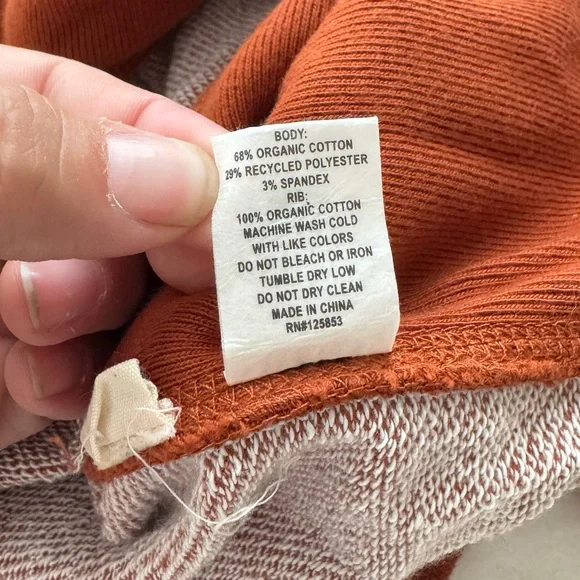 BODY:
68% ORGANIC COTTON
29% RECYCLED POLYESTER
3% SPANDEX
RIB:
100% ORGANIC COTTON
MACHINE WASH COLD
WITH LIKE COLORS
DO NOT BLEACH OR IRON
TUMBLE DRY LOW
DO NOT DRY CLEAN
MADE IN CHINA
RN#125853